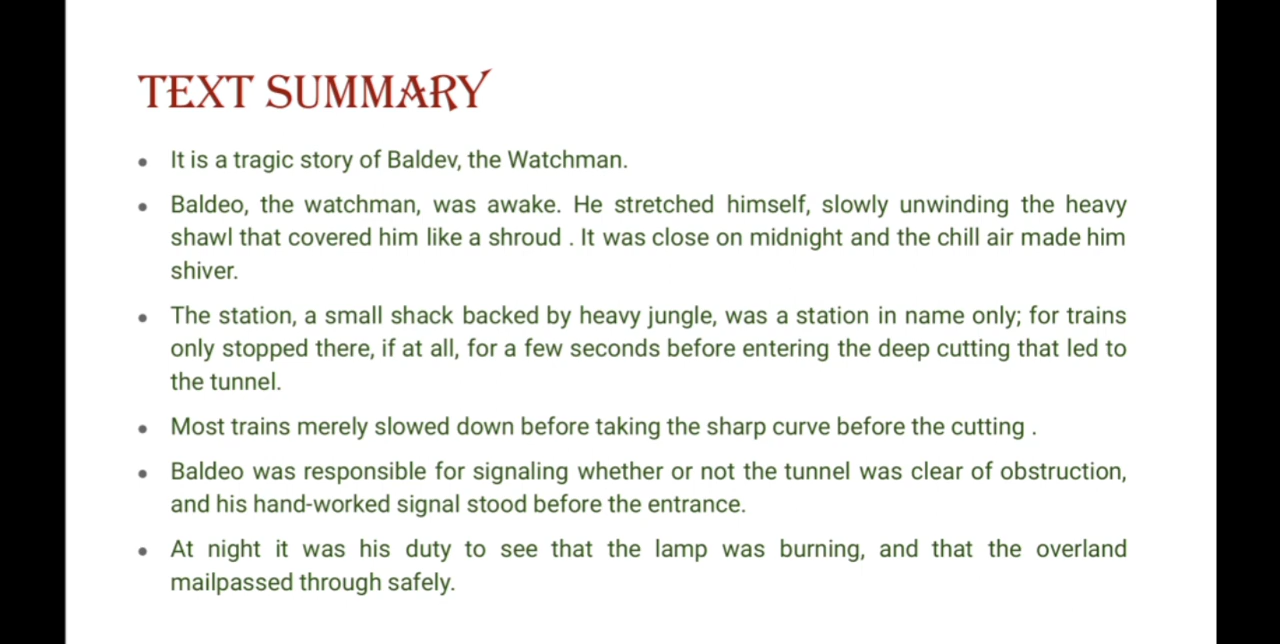 TEXT SUMMARY
• It is a tragic story of Baldev, the Watchman.
• Baldeo, the watchman, was awake. He stretched himself, slowly unwinding the heavy
shawl that covered him like a shroud . It was close on midnight and the chill air made him
shiver.
• The station, a small shack backed by heavy jungle, was a station in name only; for trains
only stopped there, if at all, for a few seconds before entering the deep cutting that led to
the tunnel.
• Most trains merely slowed down before taking the sharp curve before the cutting .
• Baldeo was responsible for signaling whether or not the tunnel was clear of obstruction,
and his hand-worked signal stood before the entrance.
• At night it was his duty to see that the lamp was burning, and that the overland
mailpassed through safely.